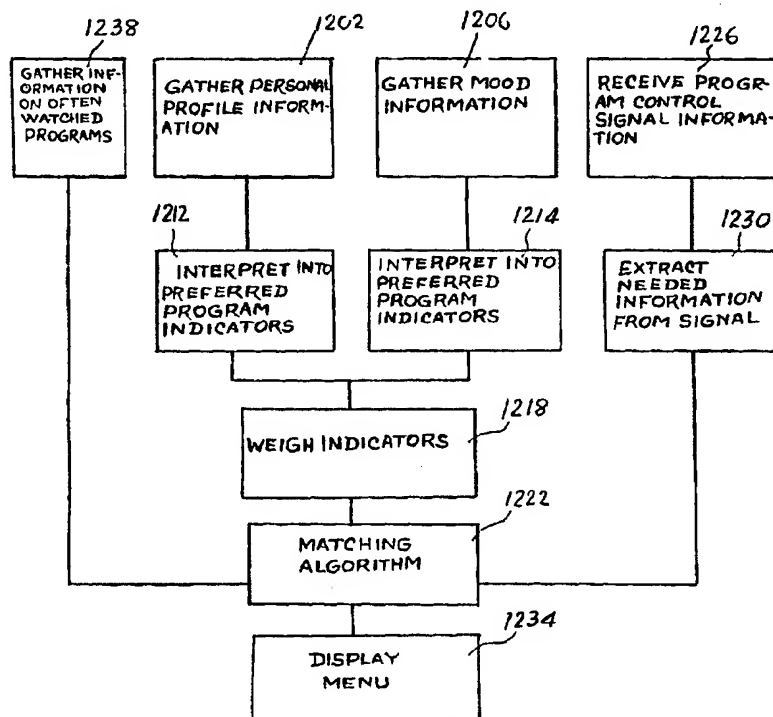 1238
1202
1206
1226
GATHER INF-
ORMATION
ON OFTEN
WATCHED
PROGRAMS
GATHER PERSONAL
PROFILE INFORM-
ATION
GATHER MOOD
INFORMATION
RECEIVE PROGR-
AM CONTROL
SIGNAL INFORMA-
TION
1212
1214
1230
INTERPRET INTO
PREFERRED
PROGRAM
INDICATORS
INTERPRET INTO
PREFERRED
PROGRAM
INDICATORS
EXTRACT
NEEDED
INFORMATION
FROM SIGNAL
1218
WEIGH INDICATORS
1222
MATCHING
ALGORITHM
1234
DISPLAY
MENU